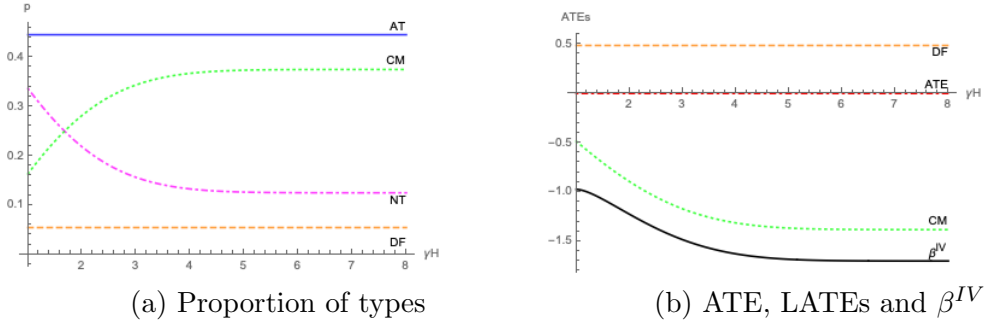 p
AT
0.4
CM
0.3
0.2
NT
0.1
DF
2 3 4 5 6 7 8 γH
(a) Proportion of types
ATEs
0.5
DF
ATE
2 3 4 5 6 7 8 γH
-0.5
-1.0
CM
-1.5
β^IV
(b) ATE, LATEs and β^IV